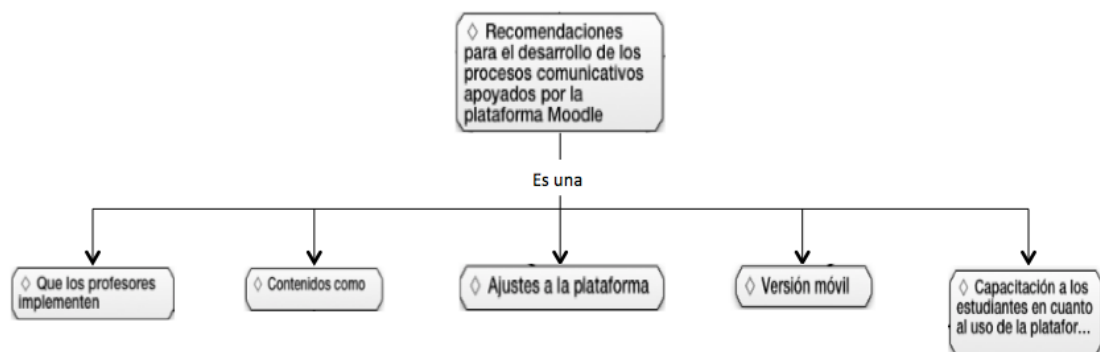 ◇ Recomendaciones
para el desarrollo de los
procesos comunicativos
apoyados por la
plataforma Moodle
Es una
◇ Que los profesores
implementen
◇ Contenidos como
◇ Ajustes a la plataforma
◇ Versión móvil
◇ Capacitación a los
estudiantes en cuanto
al uso de la platafor...